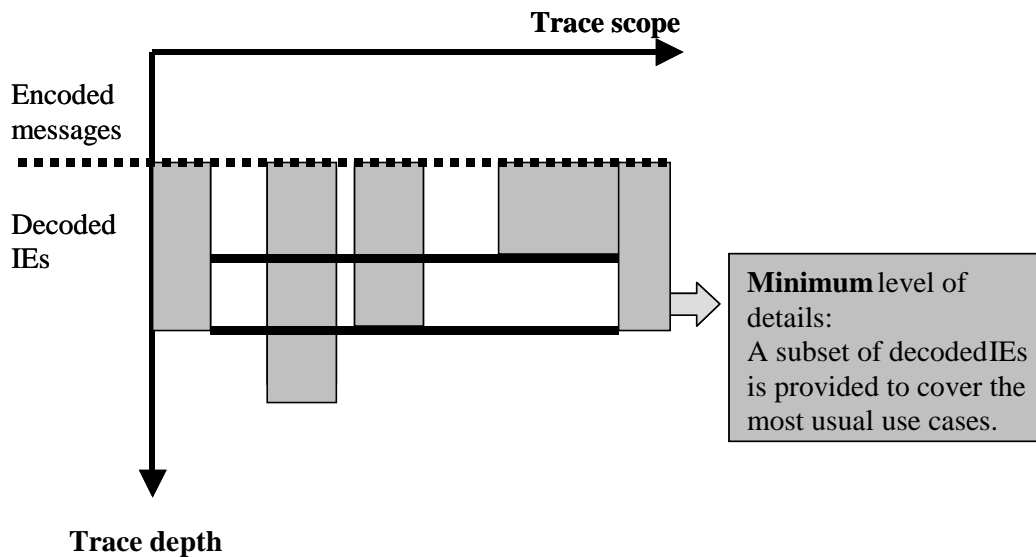 Trace scope
Encoded
messages
Decoded
IEs
Minimum level of
details:
A subset of decodedIEs
is provided to cover the
most usual use cases.
Trace depth